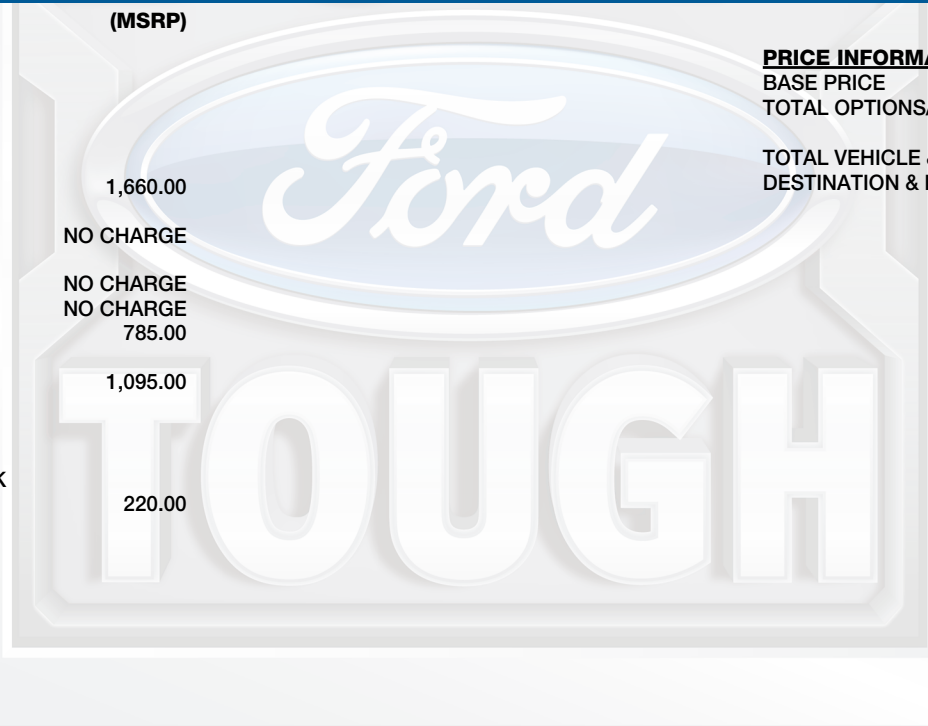 (MSRP)
1,660.00
NO CHARGE
NO CHARGE
NO CHARGE
785.00
1,095.00
220.00
PRICE INFORMA
BASE PRICE
TOTAL OPTIONS
TOTAL VEHICLE
DESTINATION &
Ford
TOUGH